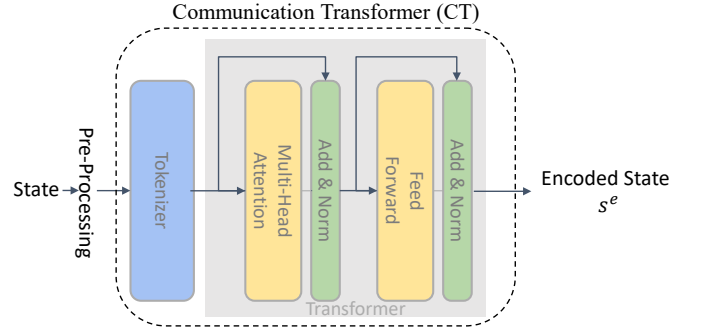 Communication Transformer (CT)
State
Pre-Processing
Tokenizer
Multi-Head
Attention
Add & Norm
Feed
Forward
Add & Norm
Transformer
Encoded State
s^e